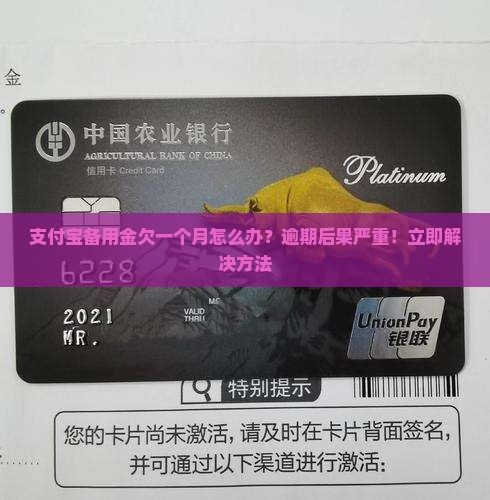 金
中国农业银行
AGRICULTURAL BANK OF CHINA
信用卡 Credit Card
Platinum
支付宝备用金欠一个月怎么办？逾期后果严重！立即解
决方法
6228
2021
VALID
THRU
MR.
UnionPay
银联
特别提示
您的卡片尚未激活，请及时在卡片背面签名，
并可通过以下渠道进行激活：